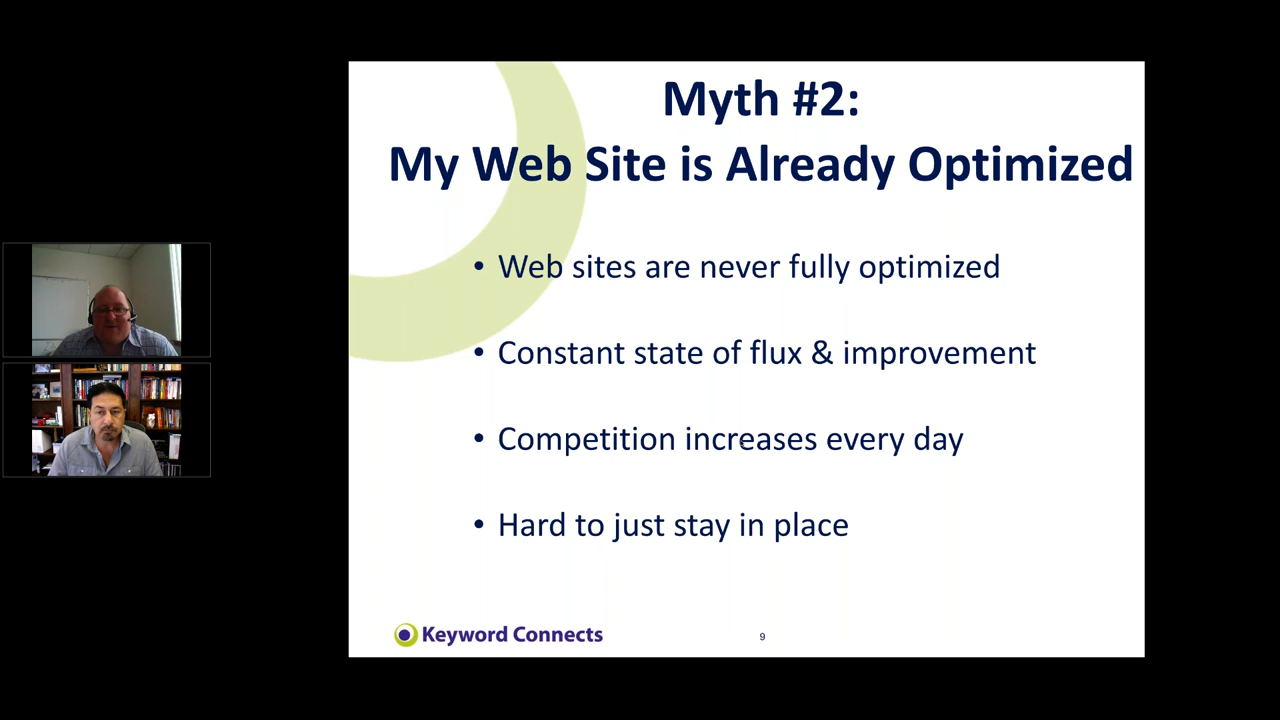 Myth #2:
My Web Site is Already Optimized
• Web sites are never fully optimized
• Constant state of flux & improvement
• Competition increases every day
• Hard to just stay in place
Keyword Connects
9